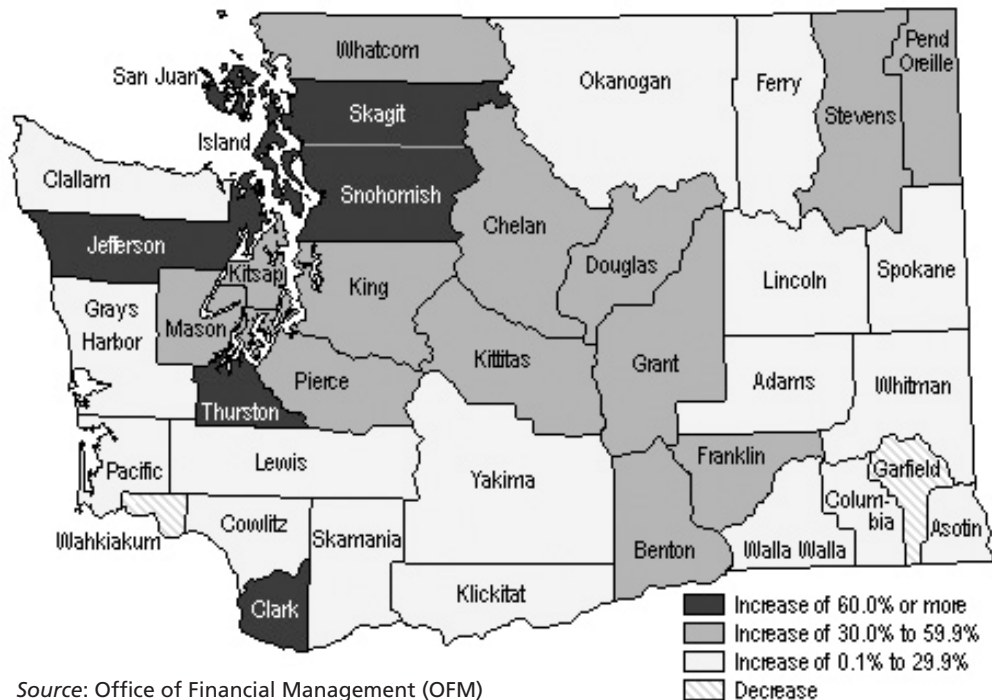 Whatcom
Pend
Oreille
San Juan
Okanogan
Ferry
Skagit
Stevens
Island
Clallam
Snohomish
Chelan
Jefferson
Kitsap
Douglas
Spokane
King
Lincoln
Grays
Harbor
Mason
Kittitas
Grant
Pierce
Adams
Whitman
Thurston
Lewis
Franklin
Pacific
Yakima
Garfield
Colum-
bia
Cowlitz
Skamania
Asotin
Wahkiakum
Benton
Walla Walla
Clark
Klickitat
Increase of 60.0% or more
Increase of 30.0% to 59.9%
Increase of 0.1% to 29.9%
Decrease
Source: Office of Financial Management (OFM)